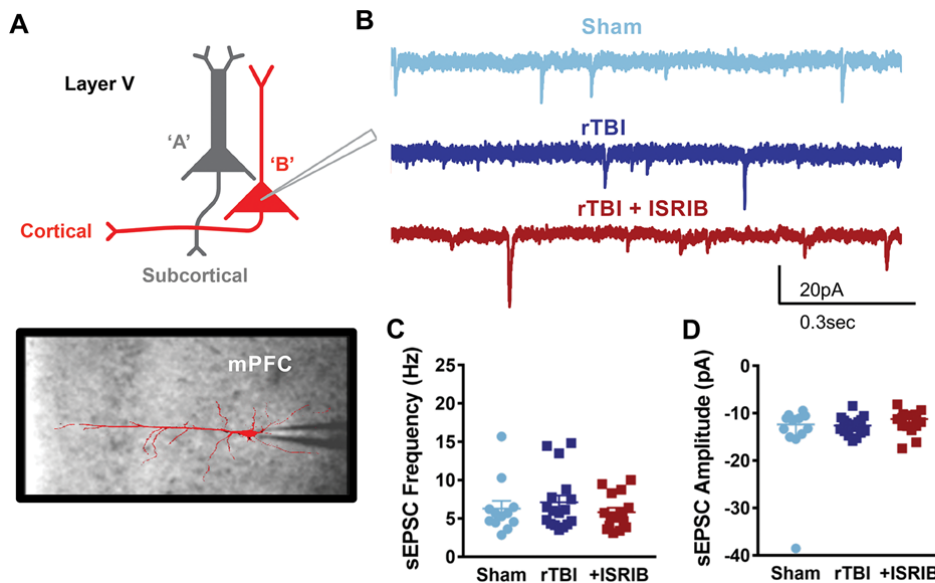 A
Layer V
‘A’
‘B’
Cortical
Subcortical
mPFC
B
Sham
rTBI
rTBI + ISRIB
20pA
0.3sec
C
sEPSC Frequency (Hz)
25
20
15
10
5
0
Sham rTBI +ISRIB
D
sEPSC Amplitude (pA)
0
-10
-20
-30
-40
Sham rTBI +ISRIB